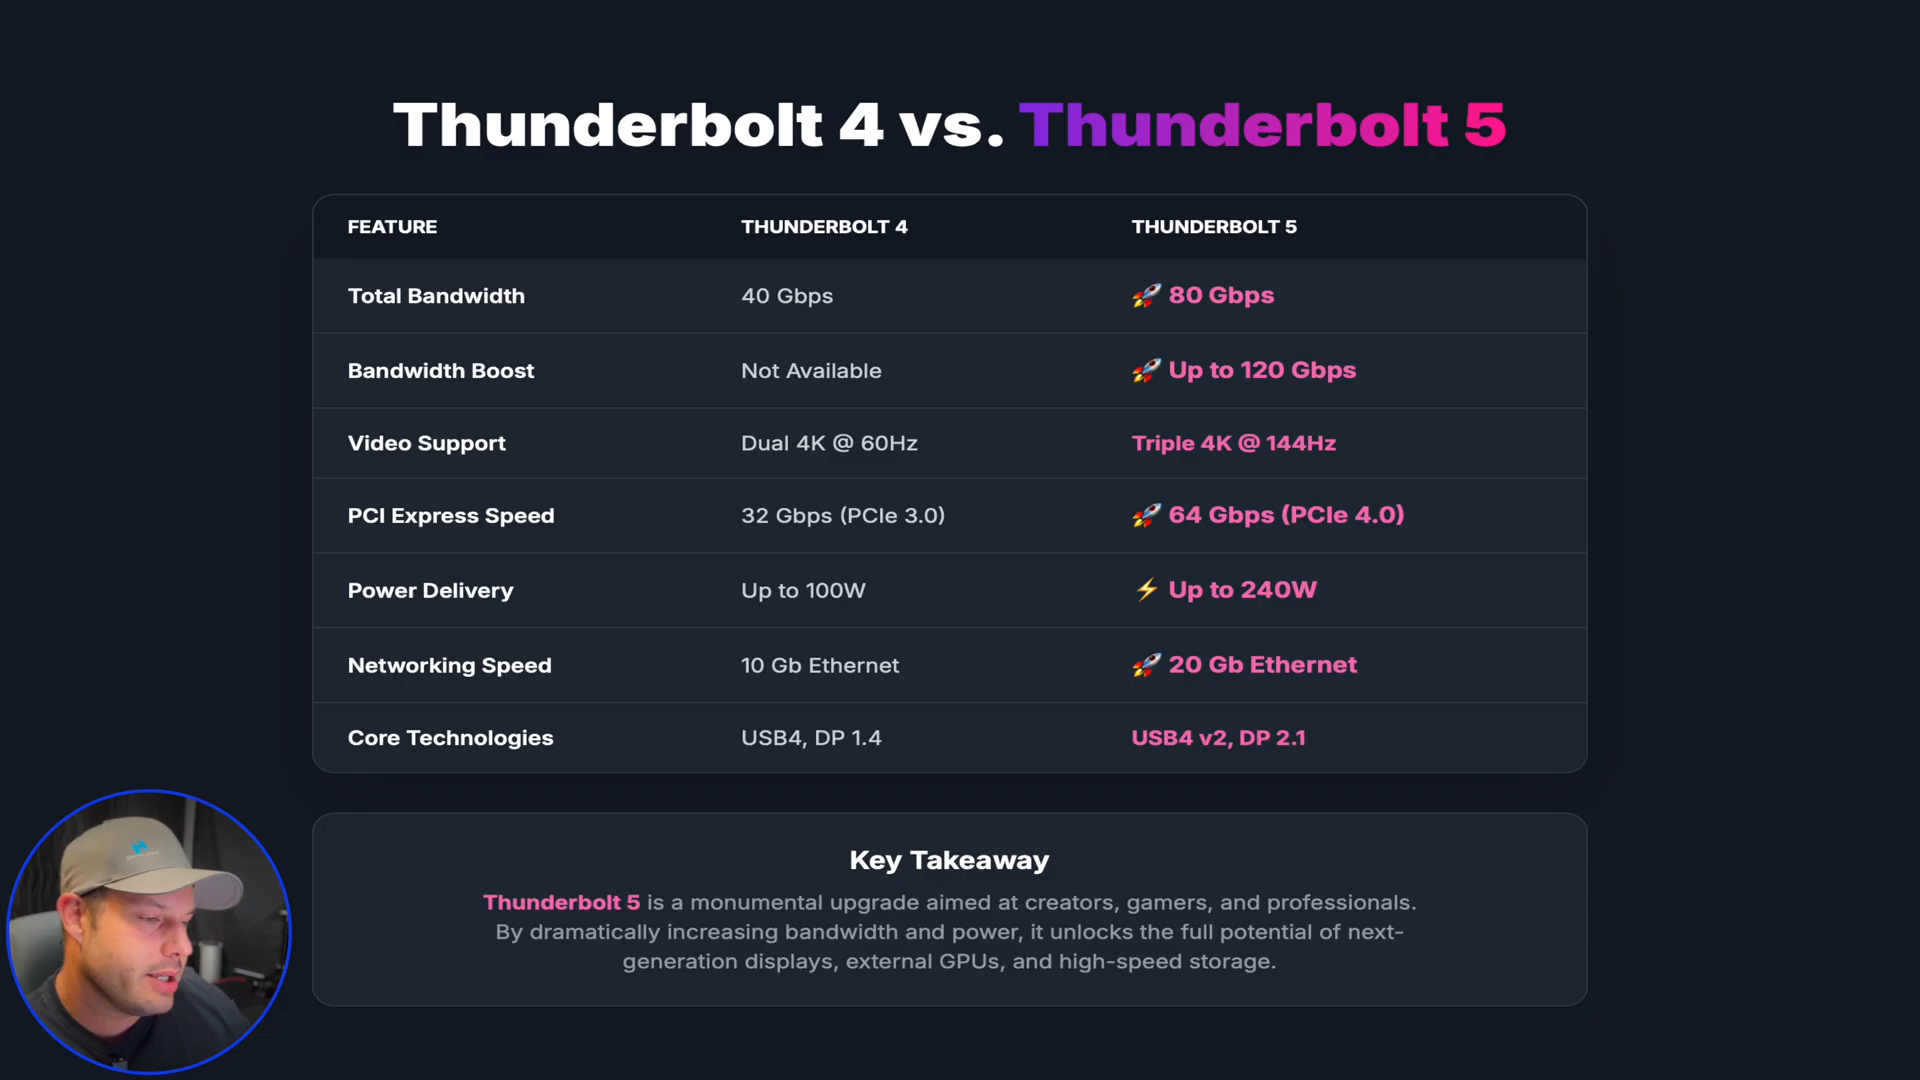 Thunderbolt 4 vs. Thunderbolt 5
FEATURE THUNDERBOLT 4 THUNDERBOLT 5
Total Bandwidth 40 Gbps 🚀 80 Gbps
Bandwidth Boost Not Available 🚀 Up to 120 Gbps
Video Support Dual 4K @ 60Hz Triple 4K @ 144Hz
PCI Express Speed 32 Gbps (PCIe 3.0) 🚀 64 Gbps (PCIe 4.0)
Power Delivery Up to 100W ⚡ Up to 240W
Networking Speed 10 Gb Ethernet 🚀 20 Gb Ethernet
Core Technologies USB4, DP 1.4 USB4 v2, DP 2.1
Key Takeaway
Thunderbolt 5 is a monumental upgrade aimed at creators, gamers, and professionals.
By dramatically increasing bandwidth and power, it unlocks the full potential of next-
generation displays, external GPUs, and high-speed storage.